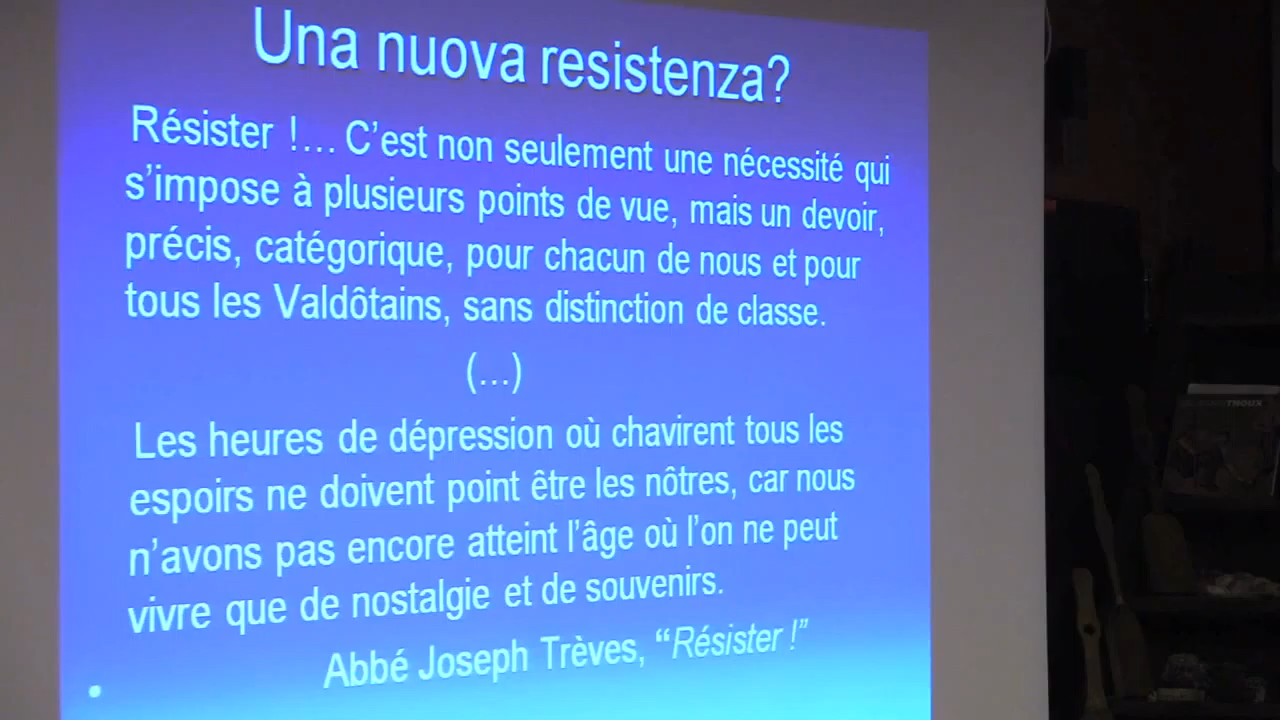 Una nuova resistenza?
Résister !… C’est non seulement une nécessité qui
s’impose à plusieurs points de vue, mais un devoir,
précis, catégorique, pour chacun de nous et pour
tous les Valdôtains, sans distinction de classe.
(…)
Les heures de dépression où chavirent tous les
espoirs ne doivent point être les nôtres, car nous
n’avons pas encore atteint l’âge où l’on ne peut
vivre que de nostalgie et de souvenirs.
Abbé Joseph Trèves, “Résister !”